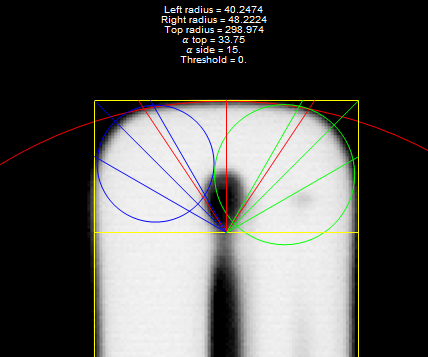 Left radius = 40.2474
Right radius = 48.2224
Top radius = 298.974
α top = 33.75
α side = 15.
Threshold = 0.